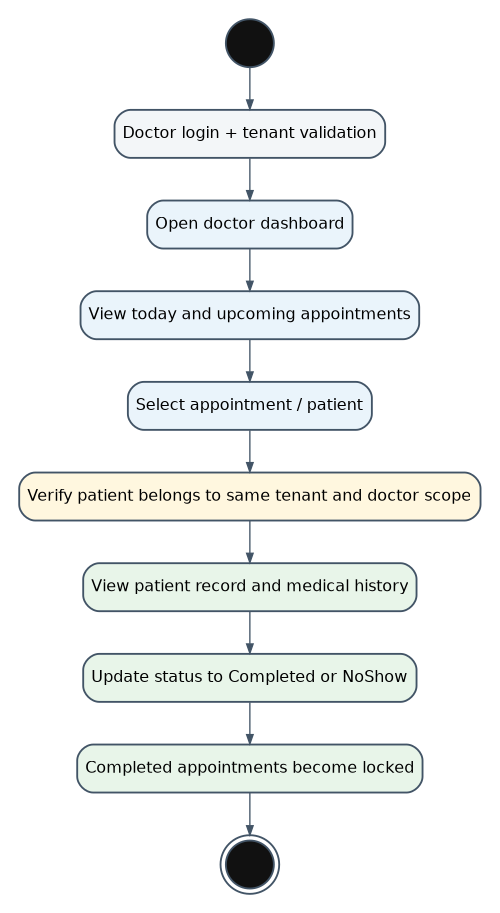 Doctor login + tenant validation
Open doctor dashboard
View today and upcoming appointments
Select appointment / patient
Verify patient belongs to same tenant and doctor scope
View patient record and medical history
Update status to Completed or NoShow
Completed appointments become locked